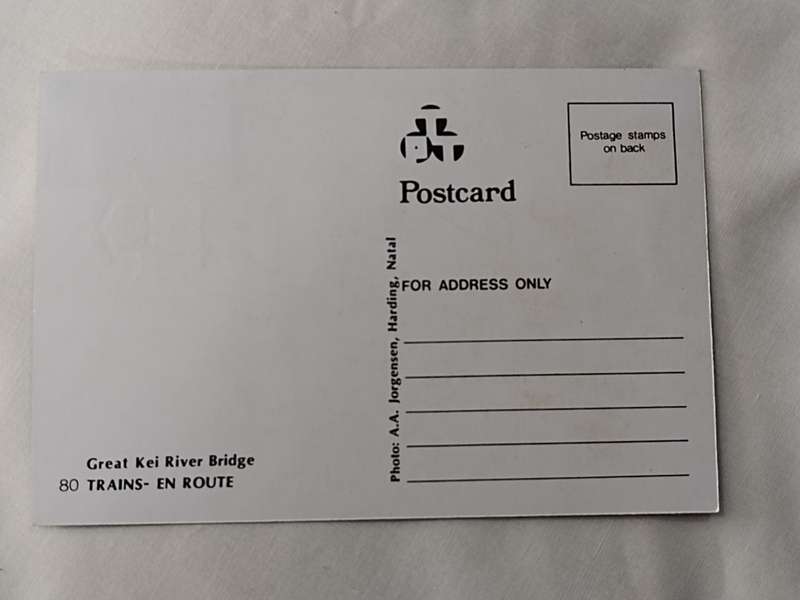 Postage stamps
on back
Postcard
FOR ADDRESS ONLY
Photo: A.A. Jorgensen, Harding, Natal
Great Kei River Bridge
80 TRAINS- EN ROUTE